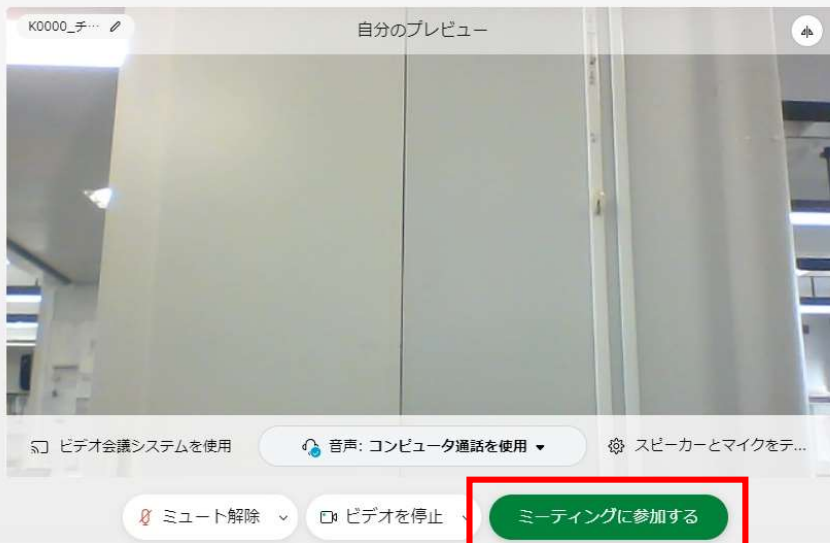 K0000_チ…
自分のプレビュー
ビデオ会議システムを使用
音声: コンピュータ通話を使用
スピーカーとマイクをテ...
ミュート解除
ビデオを停止
ミーティングに参加する